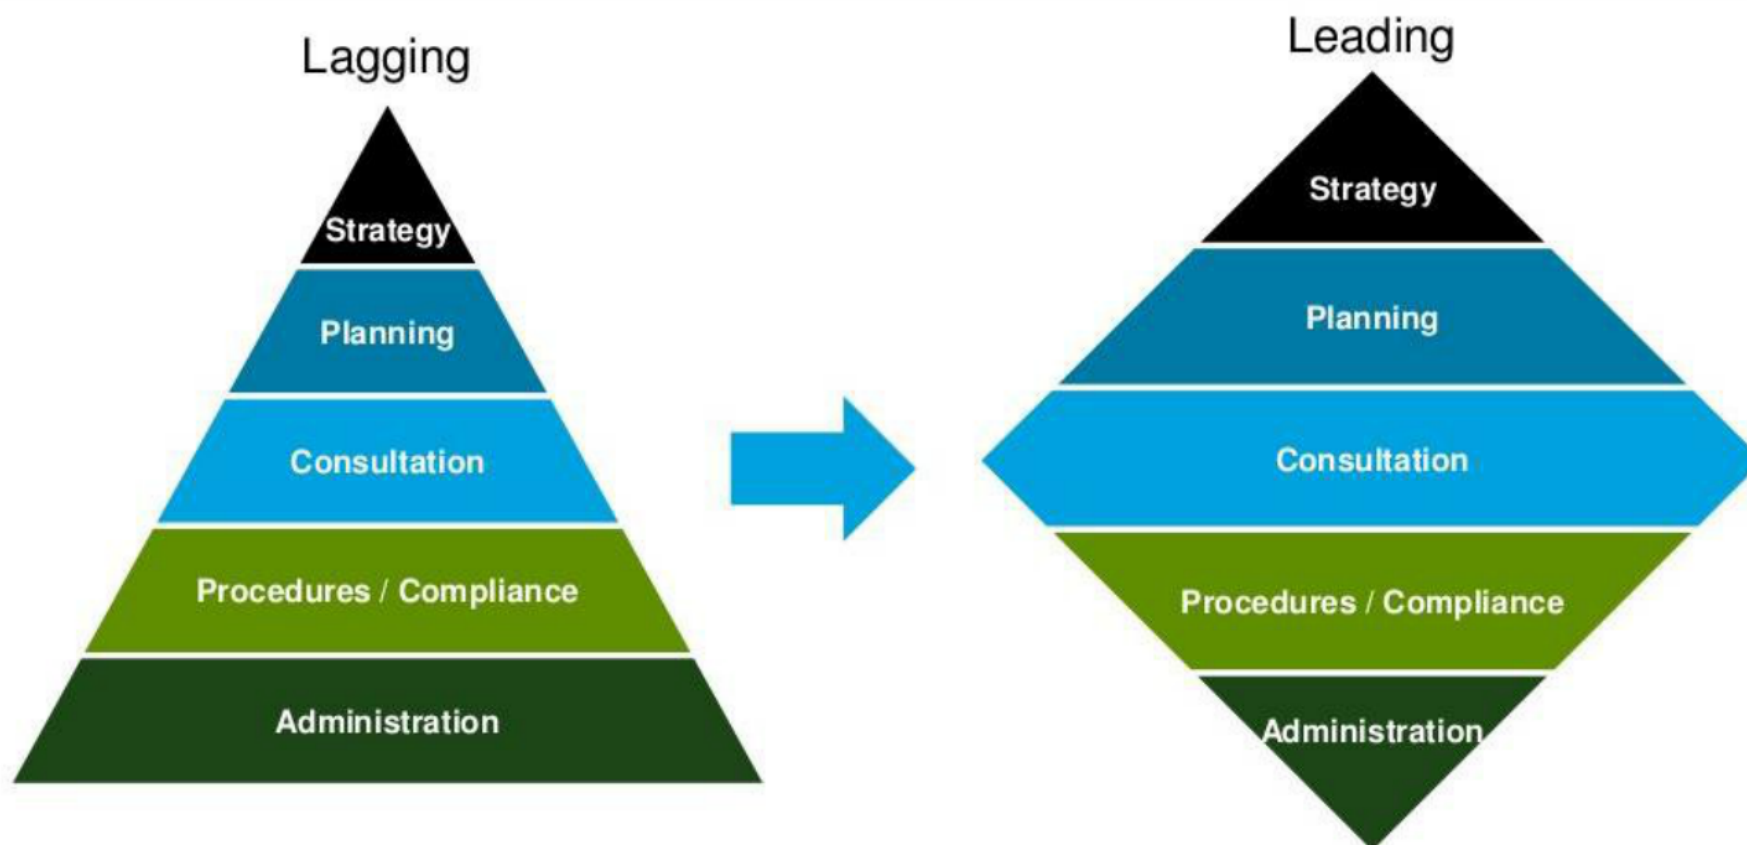 Lagging
Strategy
Planning
Consultation
Procedures / Compliance
Administration
Leading
Strategy
Planning
Consultation
Procedures / Compliance
Administration